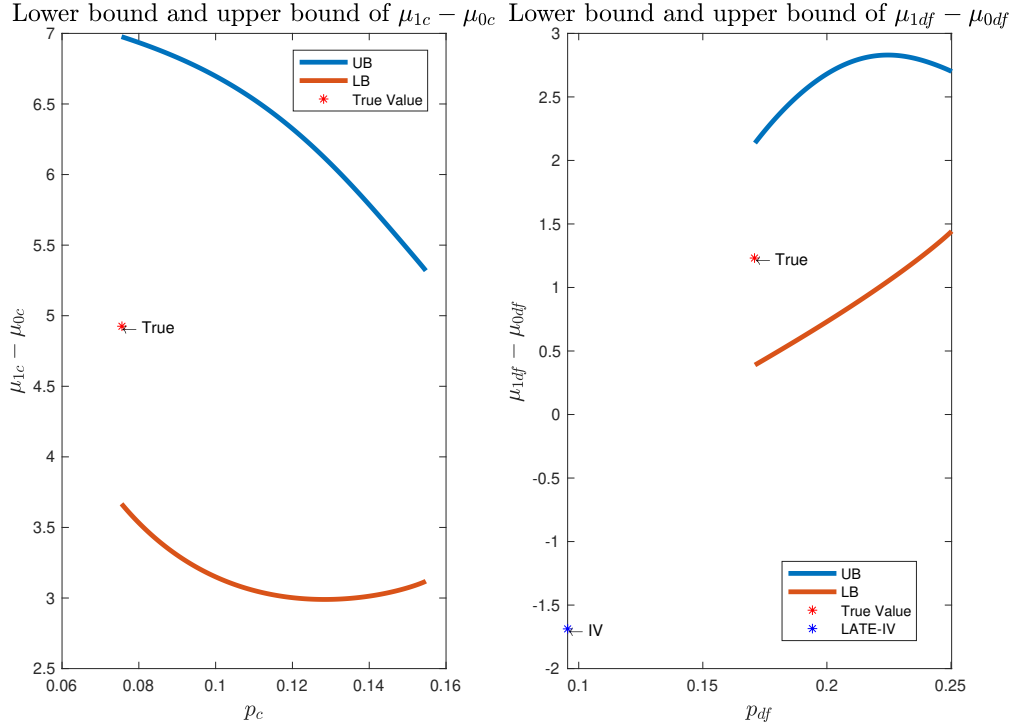 Lower bound and upper bound of μ1c − μ0c
7
6.5
6
5.5
5
4.5
4
3.5
3
2.5
μ1c − μ0c
UB
LB
True Value
True
0.06
0.08
0.1
0.12
0.14
0.16
pc
Lower bound and upper bound of μ1df − μ0df
3
2.5
2
1.5
1
0.5
0
-0.5
-1
-1.5
-2
μ1df − μ0df
True
IV
UB
LB
True Value
LATE-IV
0.1
0.15
0.2
0.25
pdf